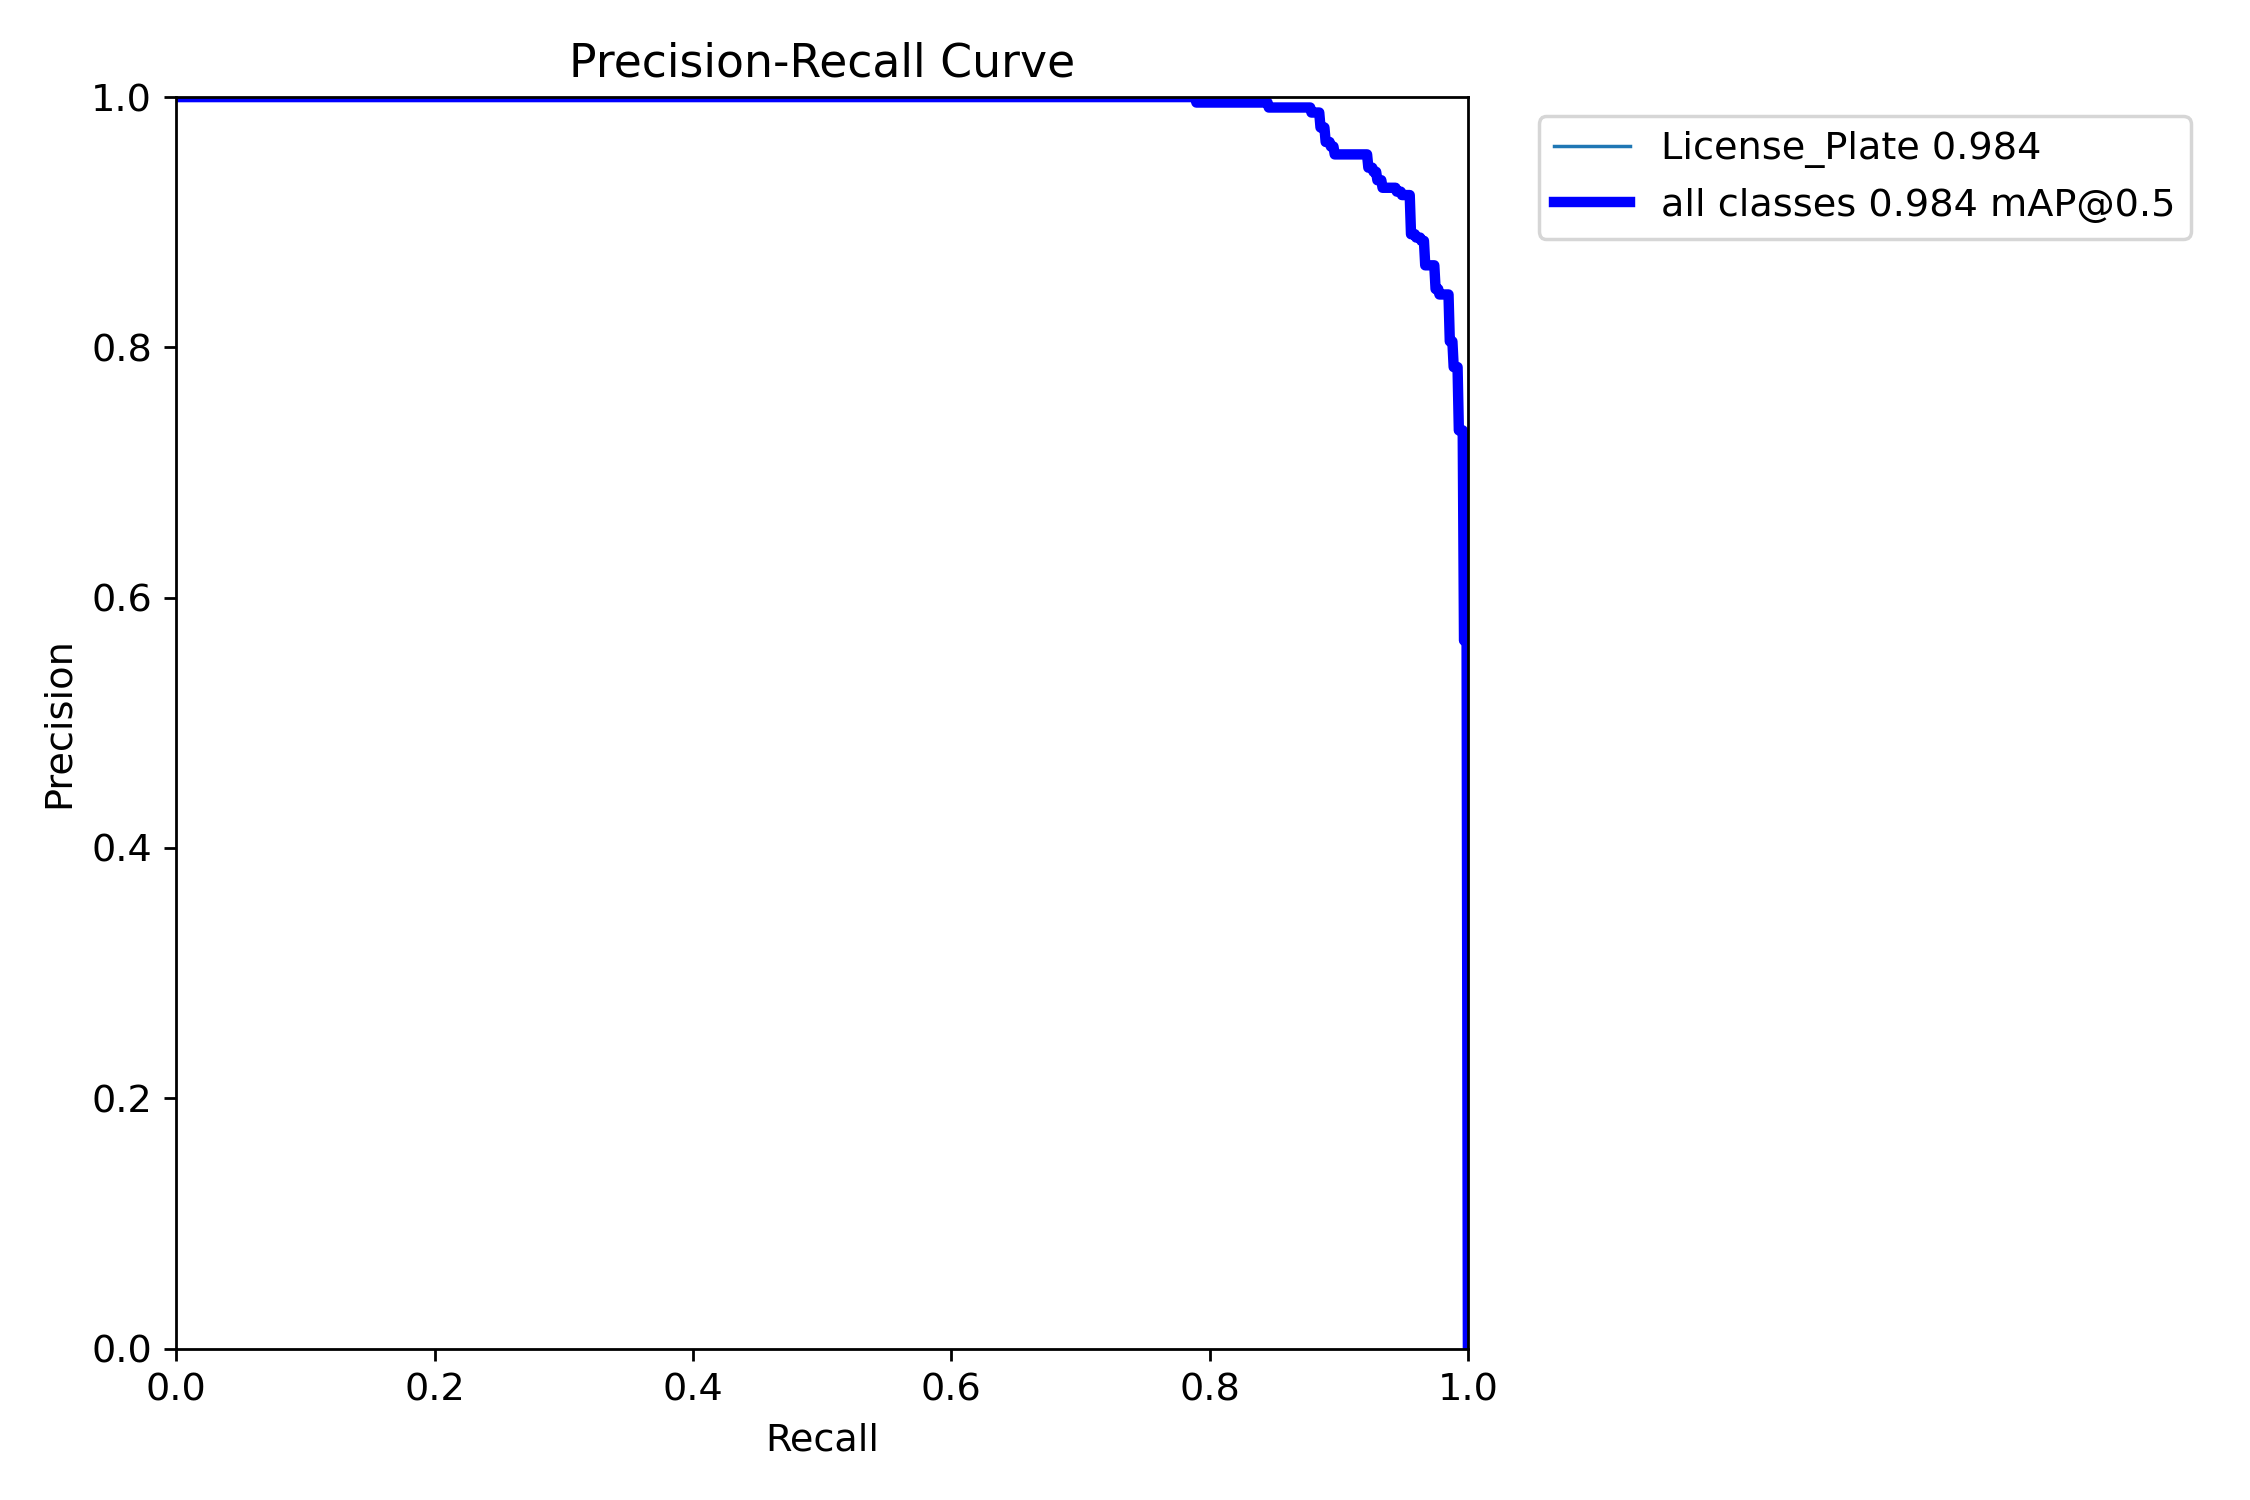 Precision-Recall Curve
1.0
0.8
0.6
0.4
0.2
0.0
Precision
0.0 0.2 0.4 0.6 0.8 1.0
Recall
License_Plate 0.984
all classes 0.984 mAP@0.5